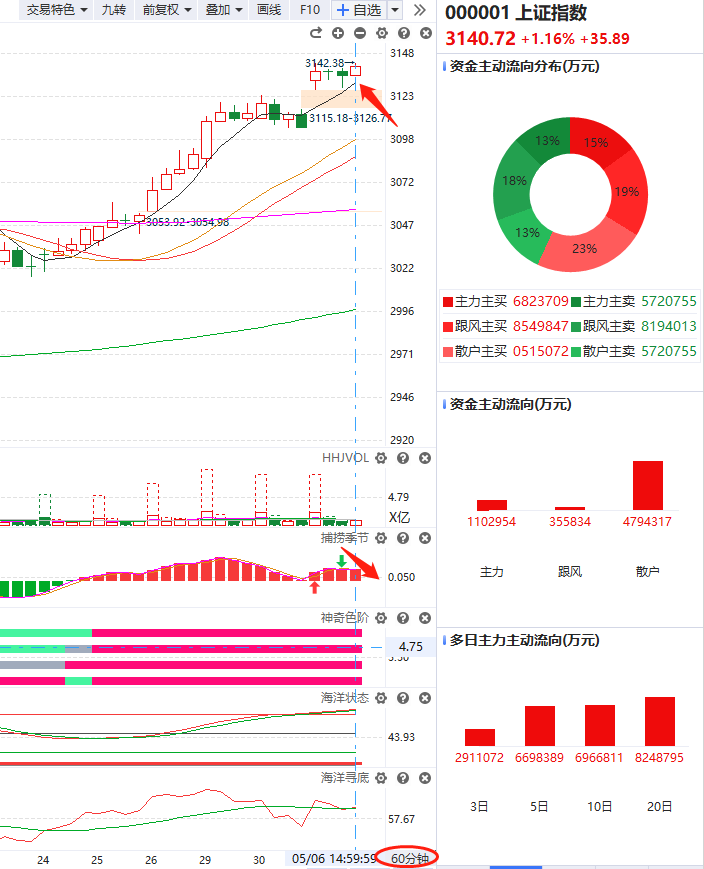 交易特色 九转 前复权 叠加 画线 F10 自选
000001 上证指数
3140.72 +1.16% +35.89
资金主动流向分布(万元)
3148
3142.38
3123
3115.18-3126.77
3098
3072
3053.92-3054.98
3047
3022
2996
2971
2946
2920
13% 15%
18% 19%
13% 23%
主力主买 6823709 主力主卖 5720755
跟风主买 8549847 跟风主卖 8194013
散户主买 0515072 散户主卖 5720755
资金主动流向(万元)
1102954 355834 4794317
主力 跟风 散户
HHJVOL
4.79
X亿
捕捞季节
0.050
神奇色阶
4.75
海洋状态
43.93
海洋寻底
57.67
多日主力主动流向(万元)
2911072 6698389 6966811 8248795
3日 5日 10日 20日
24 25 26 29 30 05/06 14:59:59 60分钟